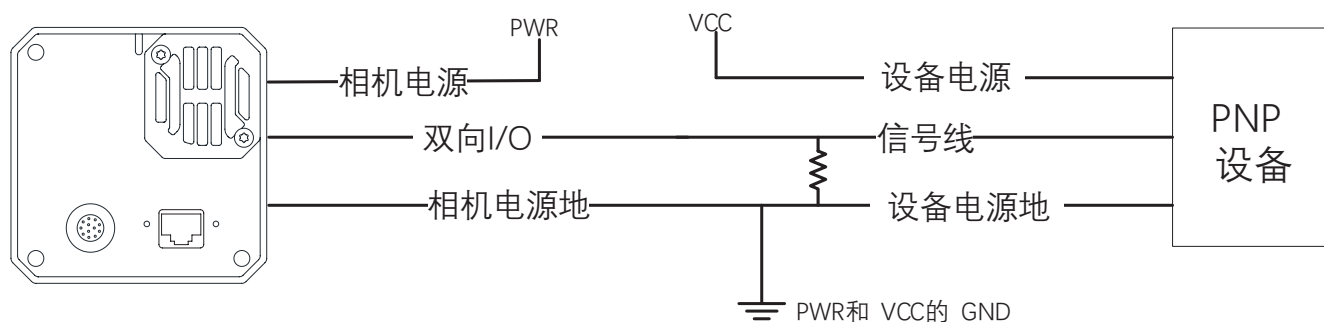 PWR
VCC
相机电源
设备电源
双向I/O
信号线
PNP
设备
相机电源地
设备电源地
PWR和 VCC的 GND